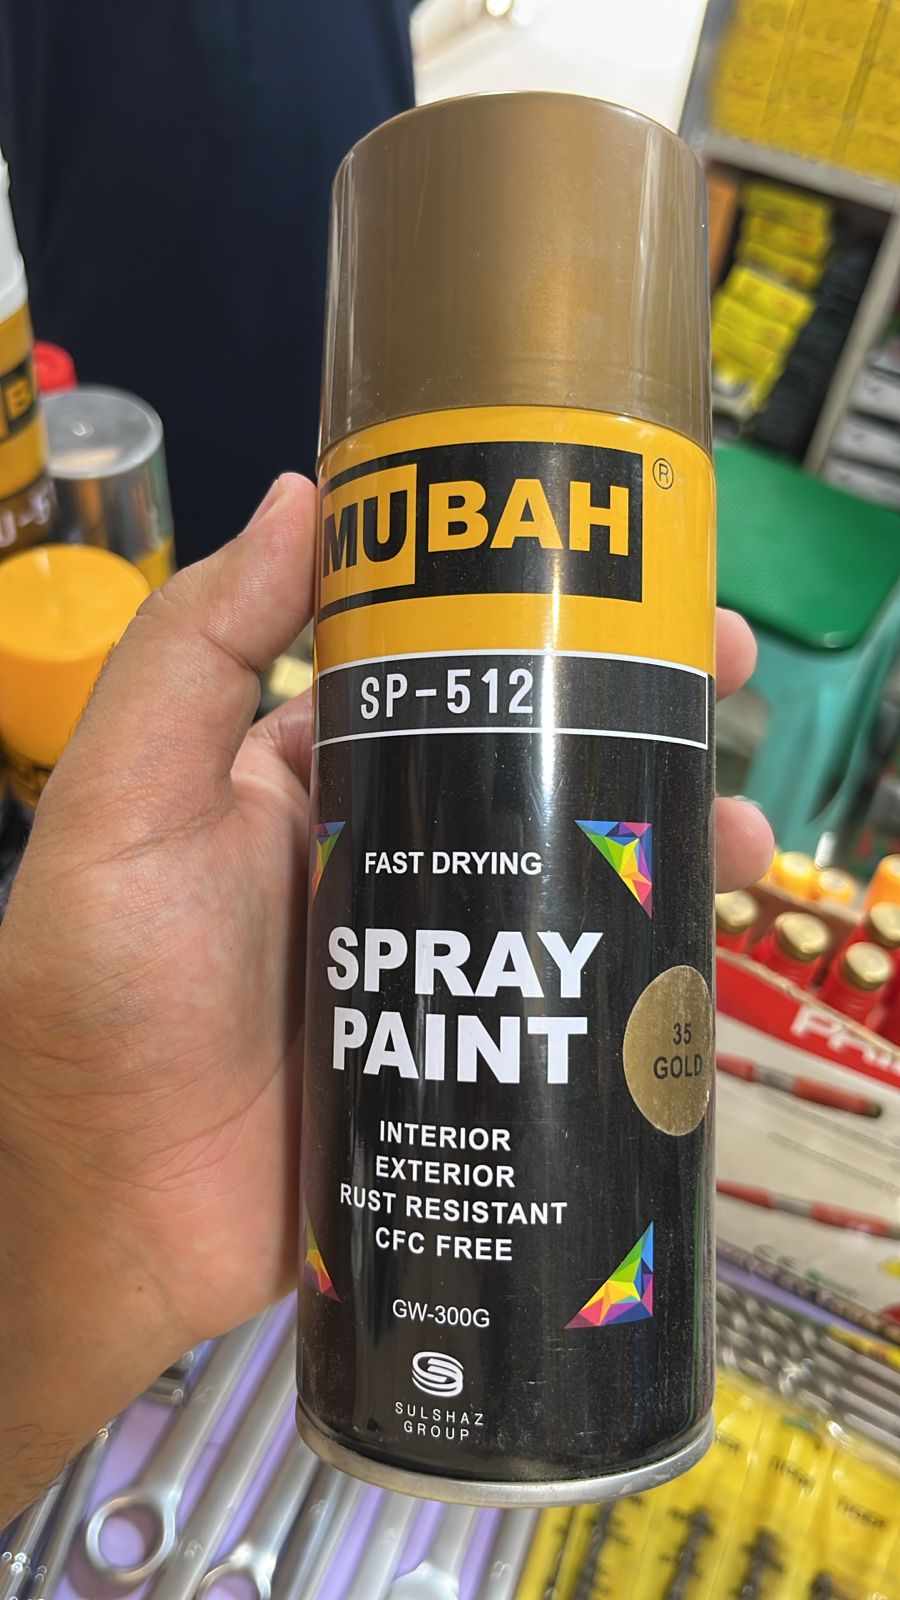 MUBAH ®
SP-512
FAST DRYING
SPRAY
PAINT
35
GOLD
INTERIOR
EXTERIOR
RUST RESISTANT
CFC FREE
GW-300G
SULSHAZ
GROUP